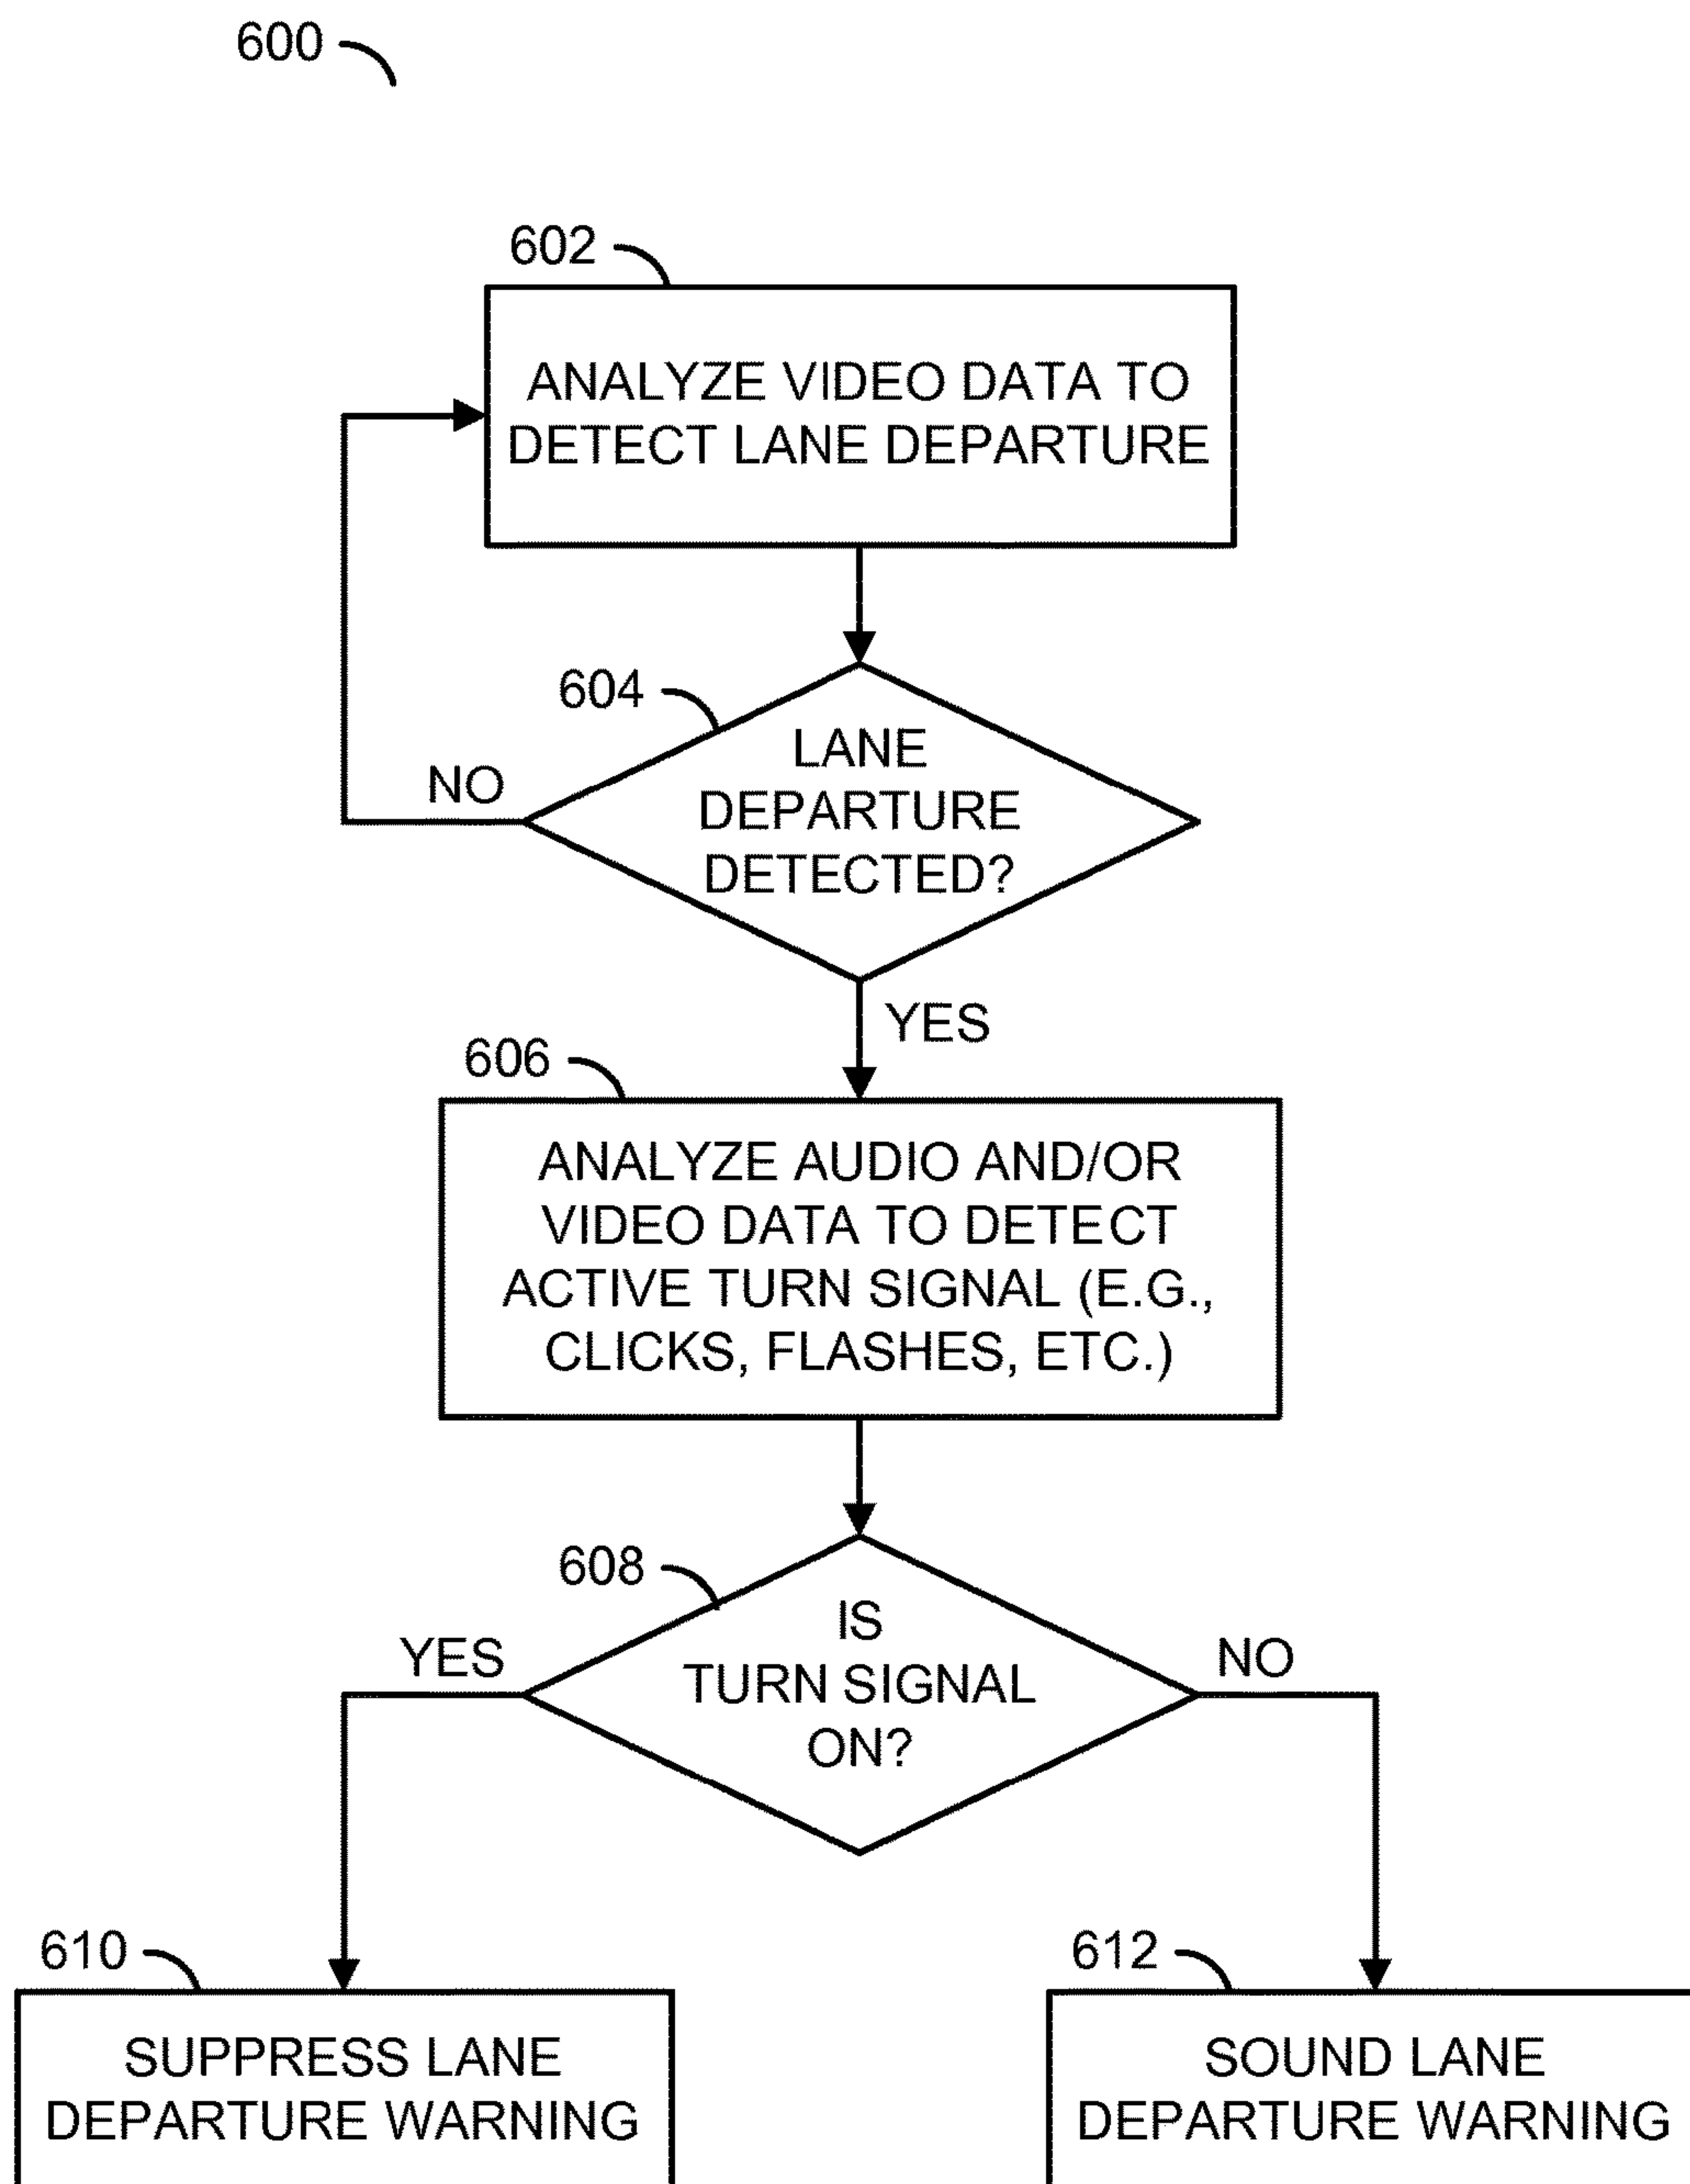 600
602
ANALYZE VIDEO DATA TO
DETECT LANE DEPARTURE
604
LANE
DEPARTURE
DETECTED?
NO
YES
606
ANALYZE AUDIO AND/OR
VIDEO DATA TO DETECT
ACTIVE TURN SIGNAL (E.G.,
CLICKS, FLASHES, ETC.)
608
IS
TURN SIGNAL
ON?
YES
NO
610
SUPPRESS LANE
DEPARTURE WARNING
612
SOUND LANE
DEPARTURE WARNING